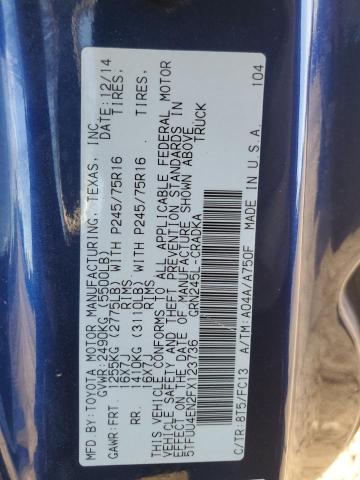 MFD. BY:TOYOTA MOTOR MANUFACTURING, TEXAS, INC.
GVWR:2490KG (5500LB) DATE:12/14
GAWR:FRT. 1255KG (2775LB) WITH P245/75R16 TIRES,
16X7J RIMS
RR. 1410KG (3110LB) WITH P245/75R16 TIRES,
16X7J RIMS
THIS VEHICLE CONFORMS TO ALL APPLICABLE FEDERAL MOTOR
VEHICLE SAFETY AND THEFT PREVENTION STANDARDS IN
EFFECT ON THE DATE OF MANUFACTURE SHOWN ABOVE.
5TFUU4EN2FX123736 TRUCK
GRN245L-CRADKA
C/TR:8T5/FC13 A/TM:A04A/A750F MADE IN U.S.A. 104